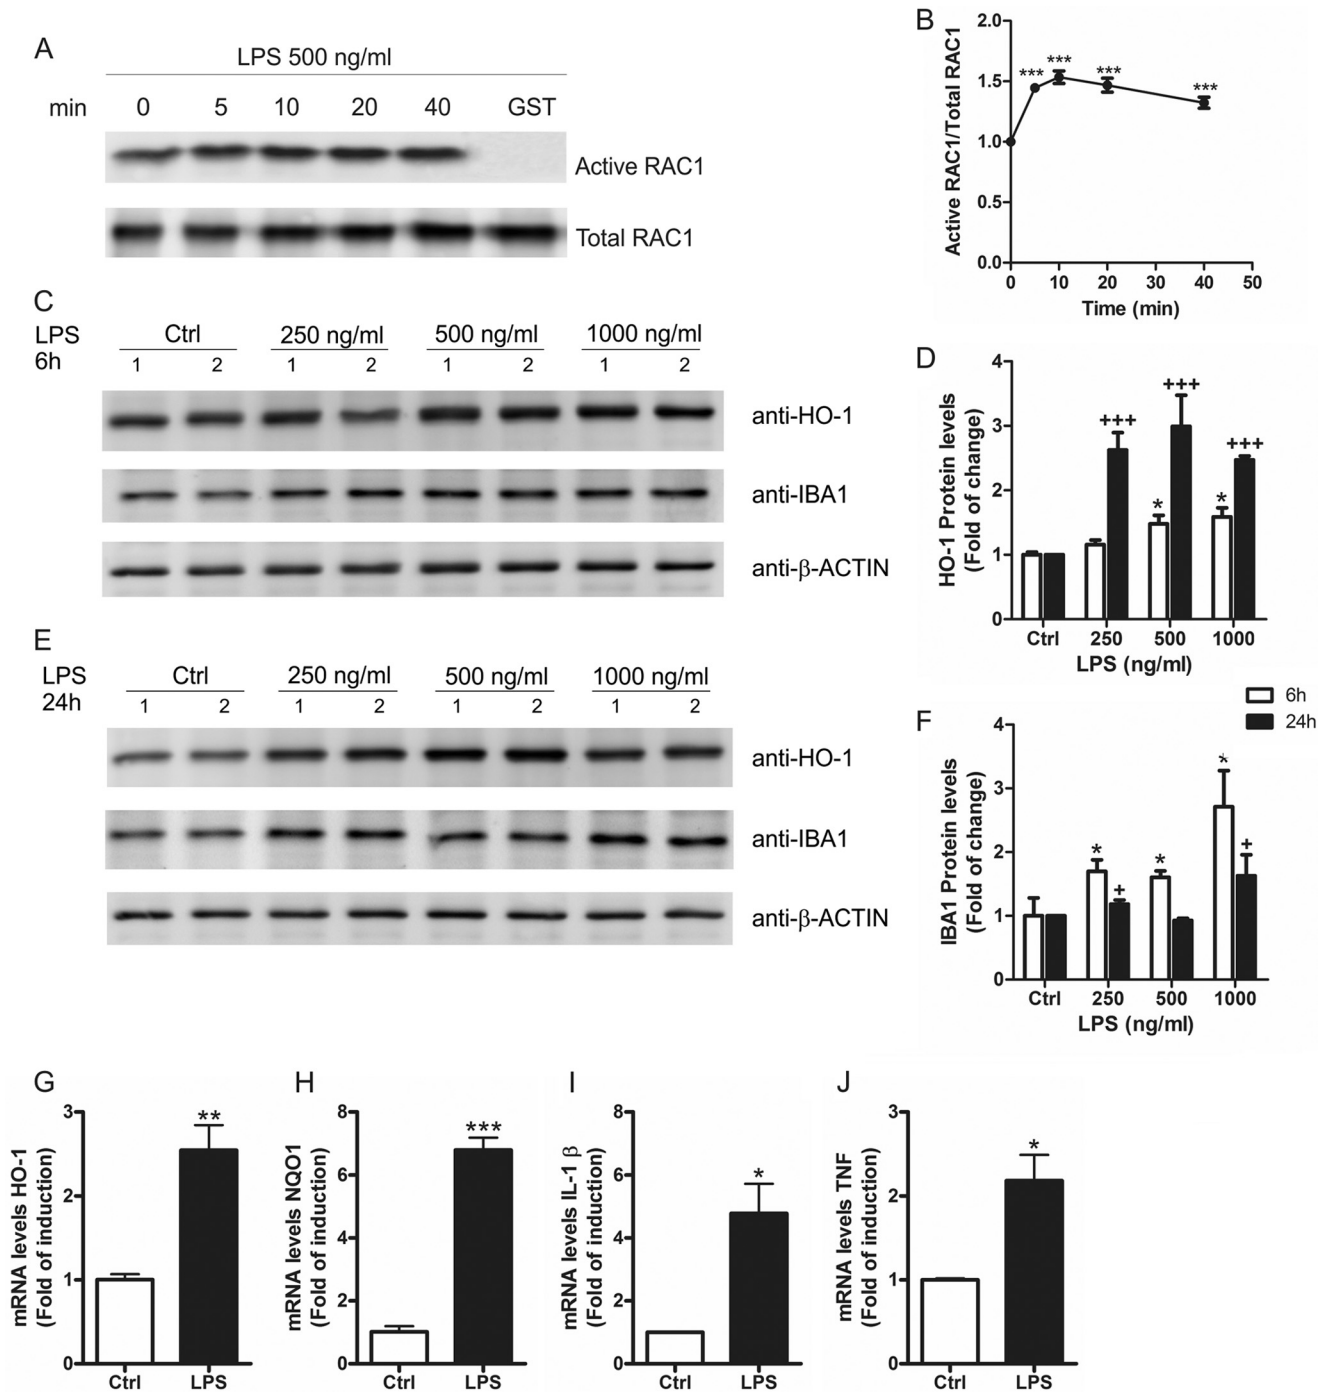 A
LPS 500 ng/ml
min 0 5 10 20 40 GST
Active RAC1
Total RAC1
B
Active RAC1/Total RAC1
2.0
1.5
1.0
0.5
0.0
*** *** *** ***
0 10 20 30 40 50
Time (min)
C
LPS
6h
Ctrl 250 ng/ml 500 ng/ml 1000 ng/ml
1 2 1 2 1 2 1 2
anti-HO-1
anti-IBA1
anti-β-ACTIN
D
HO-1 Protein levels
(Fold of change)
4
3
2
1
0
+++ * +++ * +++
Ctrl 250 500 1000
LPS (ng/ml)
E
LPS
24h
Ctrl 250 ng/ml 500 ng/ml 1000 ng/ml
1 2 1 2 1 2 1 2
anti-HO-1
anti-IBA1
anti-β-ACTIN
6h
24h
F
IBA1 Protein levels
(Fold of change)
4
3
2
1
0
* + * * +
Ctrl 250 500 1000
LPS (ng/ml)
G
mRNA levels HO-1
(Fold of induction)
3
2
1
0
**
Ctrl LPS
H
mRNA levels NQO1
(Fold of induction)
8
6
4
2
0
***
Ctrl LPS
I
mRNA levels IL-1 β
(Fold of induction)
8
6
4
2
0
*
Ctrl LPS
J
mRNA levels TNF
(Fold of induction)
3
2
1
0
*
Ctrl LPS